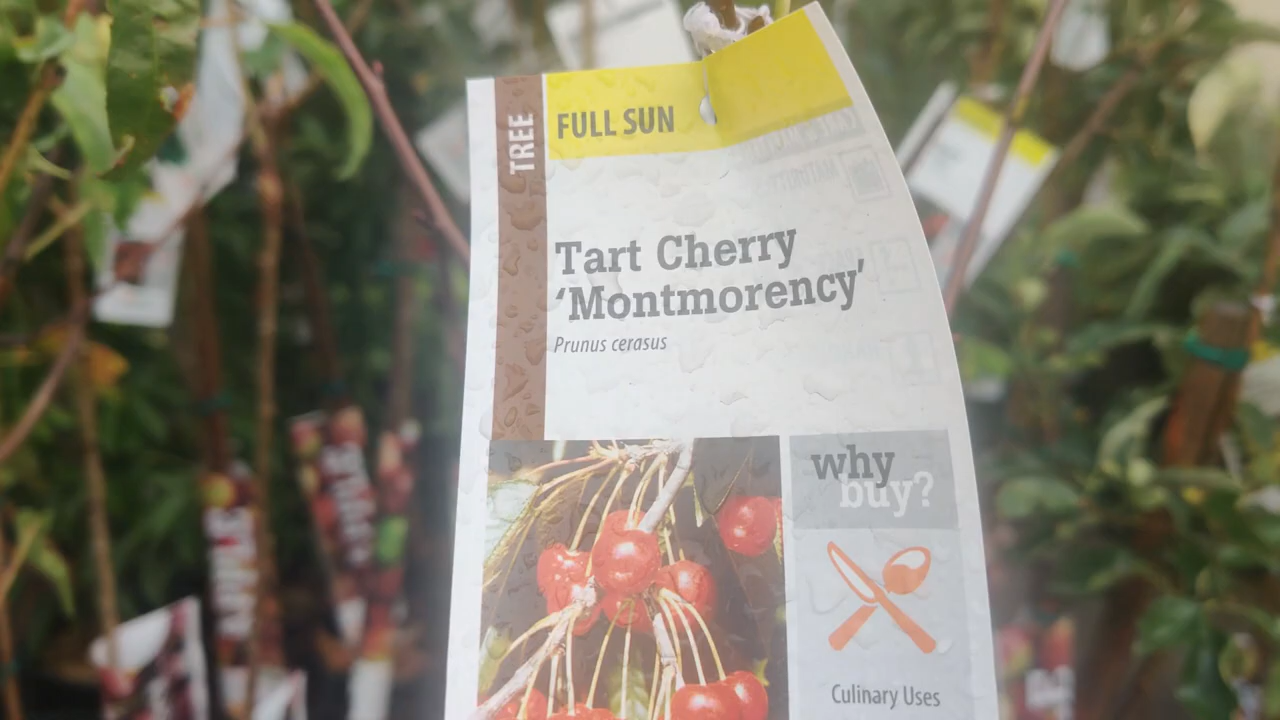 TREE
FULL SUN
Tart Cherry
‘Montmorency’
Prunus cerasus
why
buy?
Culinary Uses